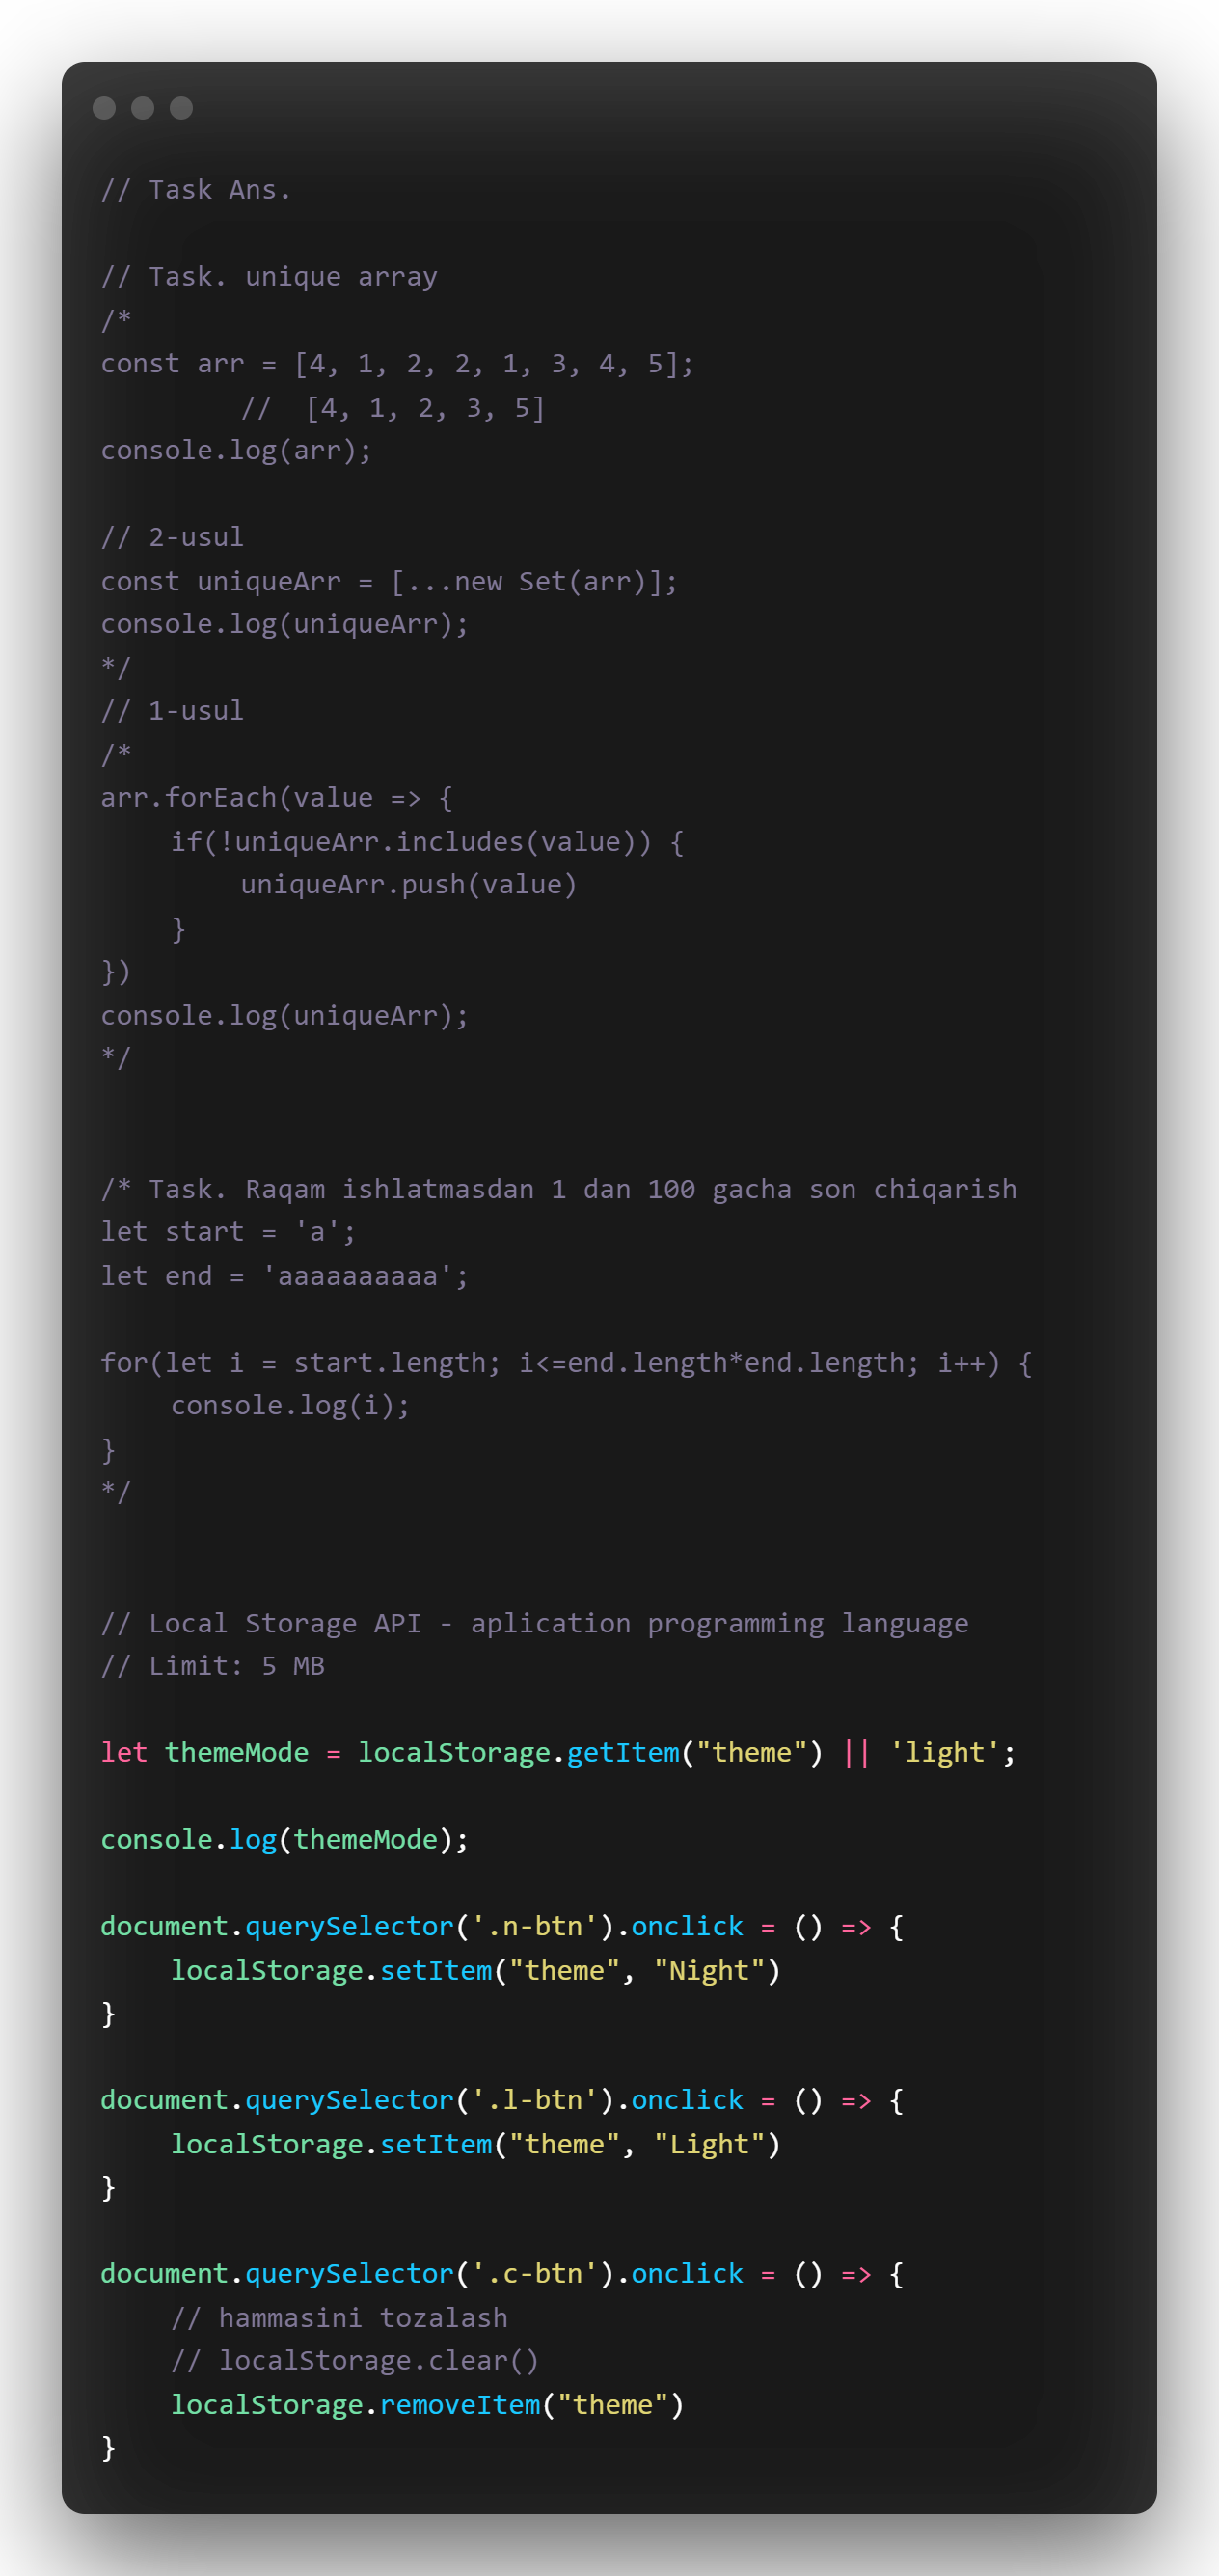 // Task Ans.

// Task. unique array
/*
const arr = [4, 1, 2, 2, 1, 3, 4, 5];
//  [4, 1, 2, 3, 5]
console.log(arr);

// 2-usul
const uniqueArr = [...new Set(arr)];
console.log(uniqueArr);
*/
// 1-usul
/*
arr.forEach(value => {
if(!uniqueArr.includes(value)) {
uniqueArr.push(value)
}
})
console.log(uniqueArr);
*/

/* Task. Raqam ishlatmasdan 1 dan 100 gacha son chiqarish
let start = 'a';
let end = 'aaaaaaaaaa';

for(let i = start.length; i<=end.length*end.length; i++) {
console.log(i);
}
*/

// Local Storage API - aplication programming language
// Limit: 5 MB

let themeMode = localStorage.getItem("theme") || 'light';

console.log(themeMode);

document.querySelector('.n-btn').onclick = () => {
localStorage.setItem("theme", "Night")
}

document.querySelector('.l-btn').onclick = () => {
localStorage.setItem("theme", "Light")
}

document.querySelector('.c-btn').onclick = () => {
// hammasini tozalash
// localStorage.clear()
localStorage.removeItem("theme")
}